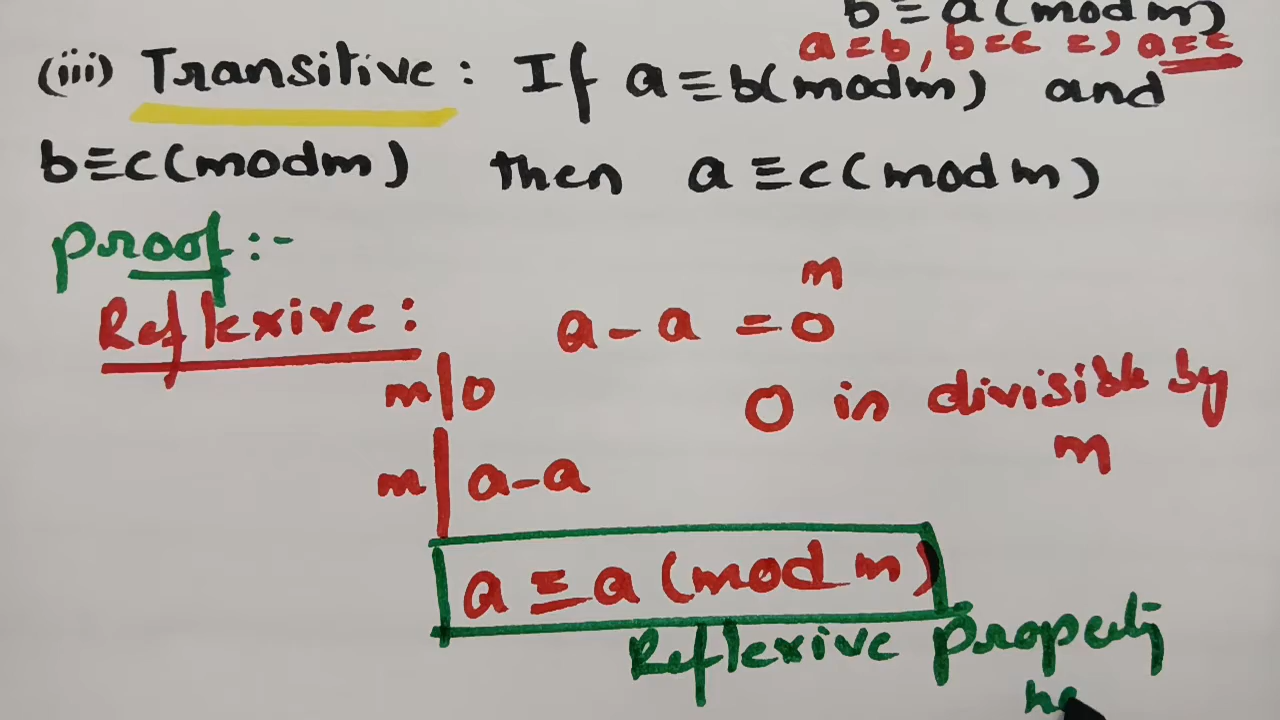 b ≡ a (mod m)
a=b, b=c => a=c
(iii) Transitive : If a ≡ b(mod m) and
b ≡ c (mod m) then a ≡ c (mod m)
Proof :-
Reflexive :
a - a = 0
m
m | 0
0 is divisible by
m
m | a-a
a ≡ a (mod m)
Reflexive Property